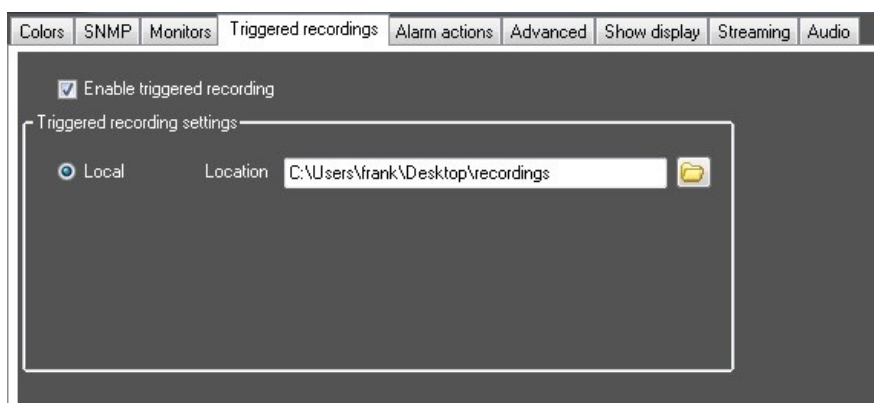 Colors SNMP Monitors Triggered recordings Alarm actions Advanced Show display Streaming Audio
Enable triggered recording
Triggered recording settings
Local Location C:\Users\frank\Desktop\recordings